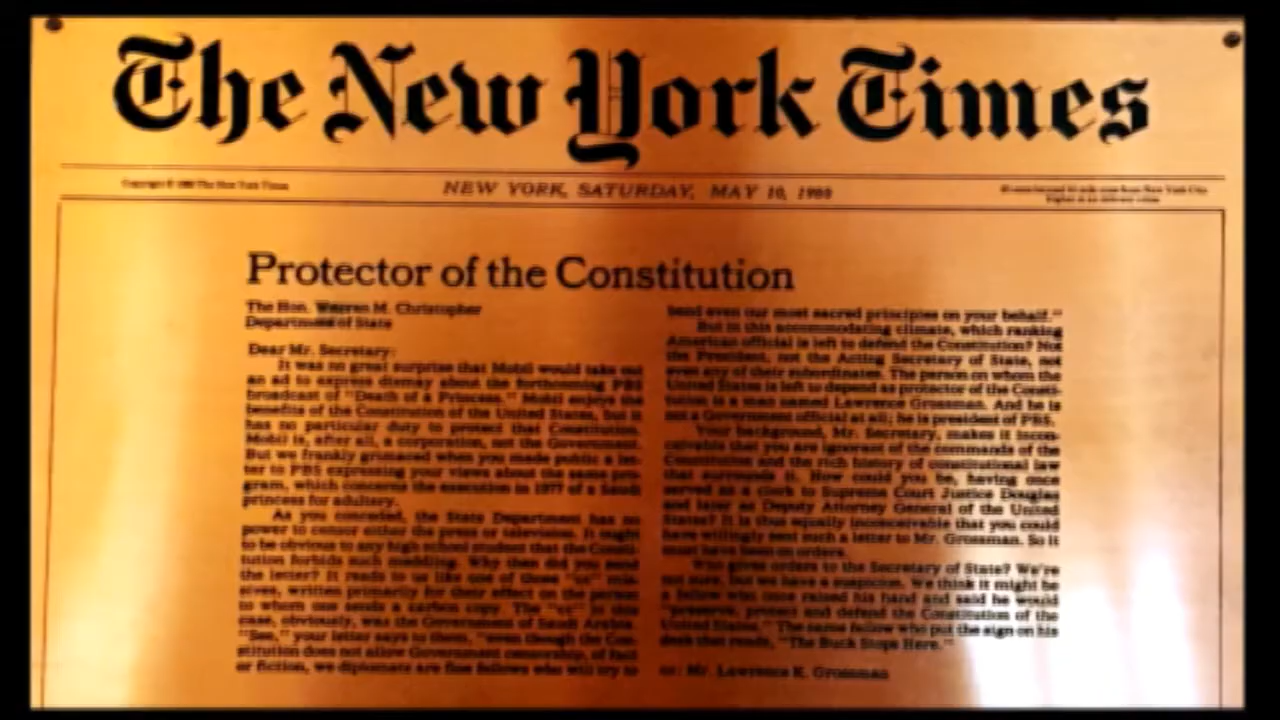 The New York Times
Copyright © 1980 The New York Times
NEW YORK, SATURDAY, MAY 10, 1980
Protector of the Constitution
The Hon. Warren M. Christopher
Department of State
Dear Mr. Secretary:
It was no great surprise that Mobil would take out
an ad to express dismay about the forthcoming PBS
broadcast of "Death of a Princess." Mobil enjoys the
benefits of the Constitution of the United States, but it
has no particular duty to protect that Constitution.
Mobil is, after all, a corporation, not the Government.
But we frankly grimaced when you made public a let-
ter to PBS expressing your views about the same pro-
gram, which concerns the execution in 1977 of a Saudi
princess for adultery.
As you conceded, the State Department has no
power to censor either the press or television. It ought
to be obvious to any high school student that the Consti-
tution forbids such meddling. Why then did you send
the letter? It reads to us like one of those "cc" mis-
sives, written primarily for their effect on the person
to whom one sends a carbon copy. The "cc" in this
case, obviously, was the Government of Saudi Arabia.
"See," your letter says to them, "even though the Con-
stitution does not allow Government censorship, of fact
or fiction, we diplomats are fine fellows who will try to
bend even our most sacred principles on your behalf."
But in this accommodating climate, which ranking
American official is left to defend the Constitution? Not
the President, not the Acting Secretary of State, not
even any of their subordinates. The person on whom the
United States is left to depend as protector of the Consti-
tution is a man named Lawrence Grossman. And he is
not a Government official at all; he is president of PBS.
Your background, Mr. Secretary, makes it incon-
ceivable that you are ignorant of the commands of the
Constitution and the rich history of constitutional law
that surrounds it. How could you be, having once
served as a clerk to Supreme Court Justice Douglas
and later as Deputy Attorney General of the United
States? It is thus equally inconceivable that you could
have willingly sent such a letter to Mr. Grossman. So it
must have been on orders.
Who gives orders to the Secretary of State? We're
not sure, but we have a suspicion. We think it might be
a fellow who once raised his hand and said he would
"preserve, protect and defend the Constitution of the
United States." The same fellow who put the sign on his
desk that reads, "The Buck Stops Here."
cc: Mr. Lawrence K. Grossman